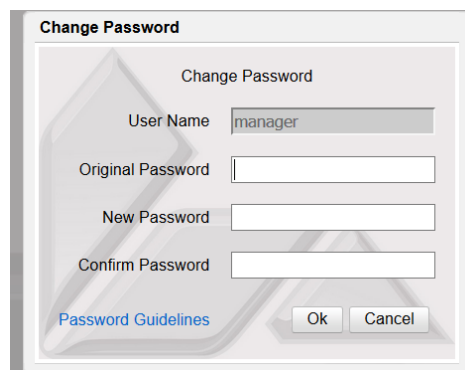 Change Password
Change Password
User Name manager
Original Password
New Password
Confirm Password
Password Guidelines Ok Cancel